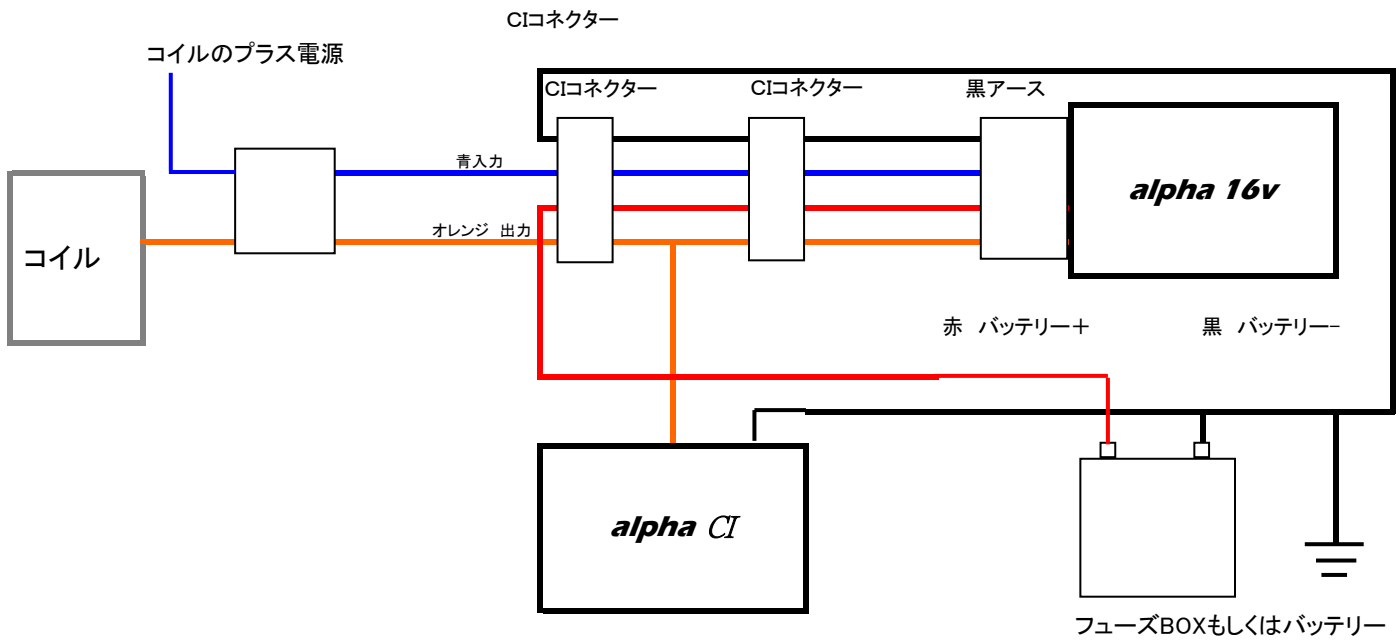 CIコネクター
コイルのプラス電源
CIコネクター
CIコネクター
黒アース
青入力
alpha 16v
オレンジ 出力
コイル
赤 バッテリー＋
黒 バッテリー-
alpha CI
フューズBOXもしくはバッテリー